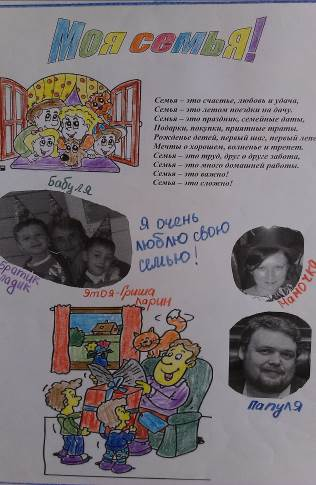 Моя семья!
Семья – это счастье, любовь и удача,
Семья – это летом поездки на дачу.
Семья – это праздник, семейные даты,
Подарки, покупки, приятные траты.
Рожденье детей, первый шаг, первый лепет,
Мечты о хорошем, волненье и трепет.
Семья – это труд, друг о друге забота,
Семья – это много домашней работы.
Семья – это важно!
Семья – это сложно!
бабуля
Я очень
люблю свою
семью!
Братик
Вадик
Этоя-Гриша
Ларин
мамочка
папуля